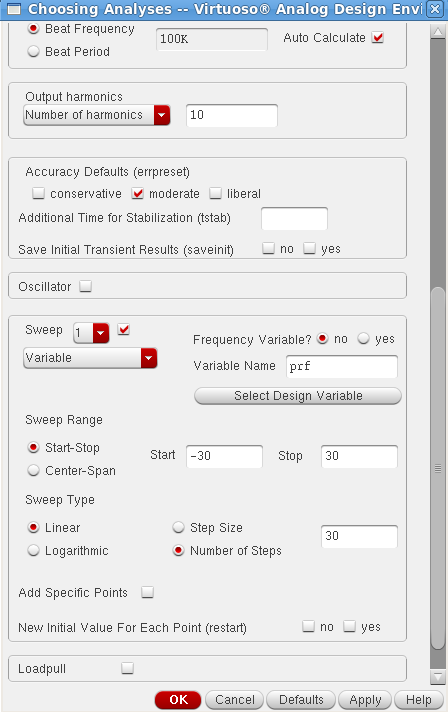 Choosing Analyses -- Virtuoso® Analog Design Envi
Beat Frequency 100K Auto Calculate
Beat Period
Output harmonics
Number of harmonics 10
Accuracy Defaults (errpreset)
conservative moderate liberal
Additional Time for Stabilization (tstab)
Save Initial Transient Results (saveinit) no yes
Oscillator
Sweep 1 Frequency Variable? no yes
Variable Variable Name prf
Select Design Variable
Sweep Range
Start-Stop Start -30 Stop 30
Center-Span
Sweep Type
Linear Step Size 30
Logarithmic Number of Steps
Add Specific Points
New Initial Value For Each Point (restart) no yes
Loadpull
OK Cancel Defaults Apply Help